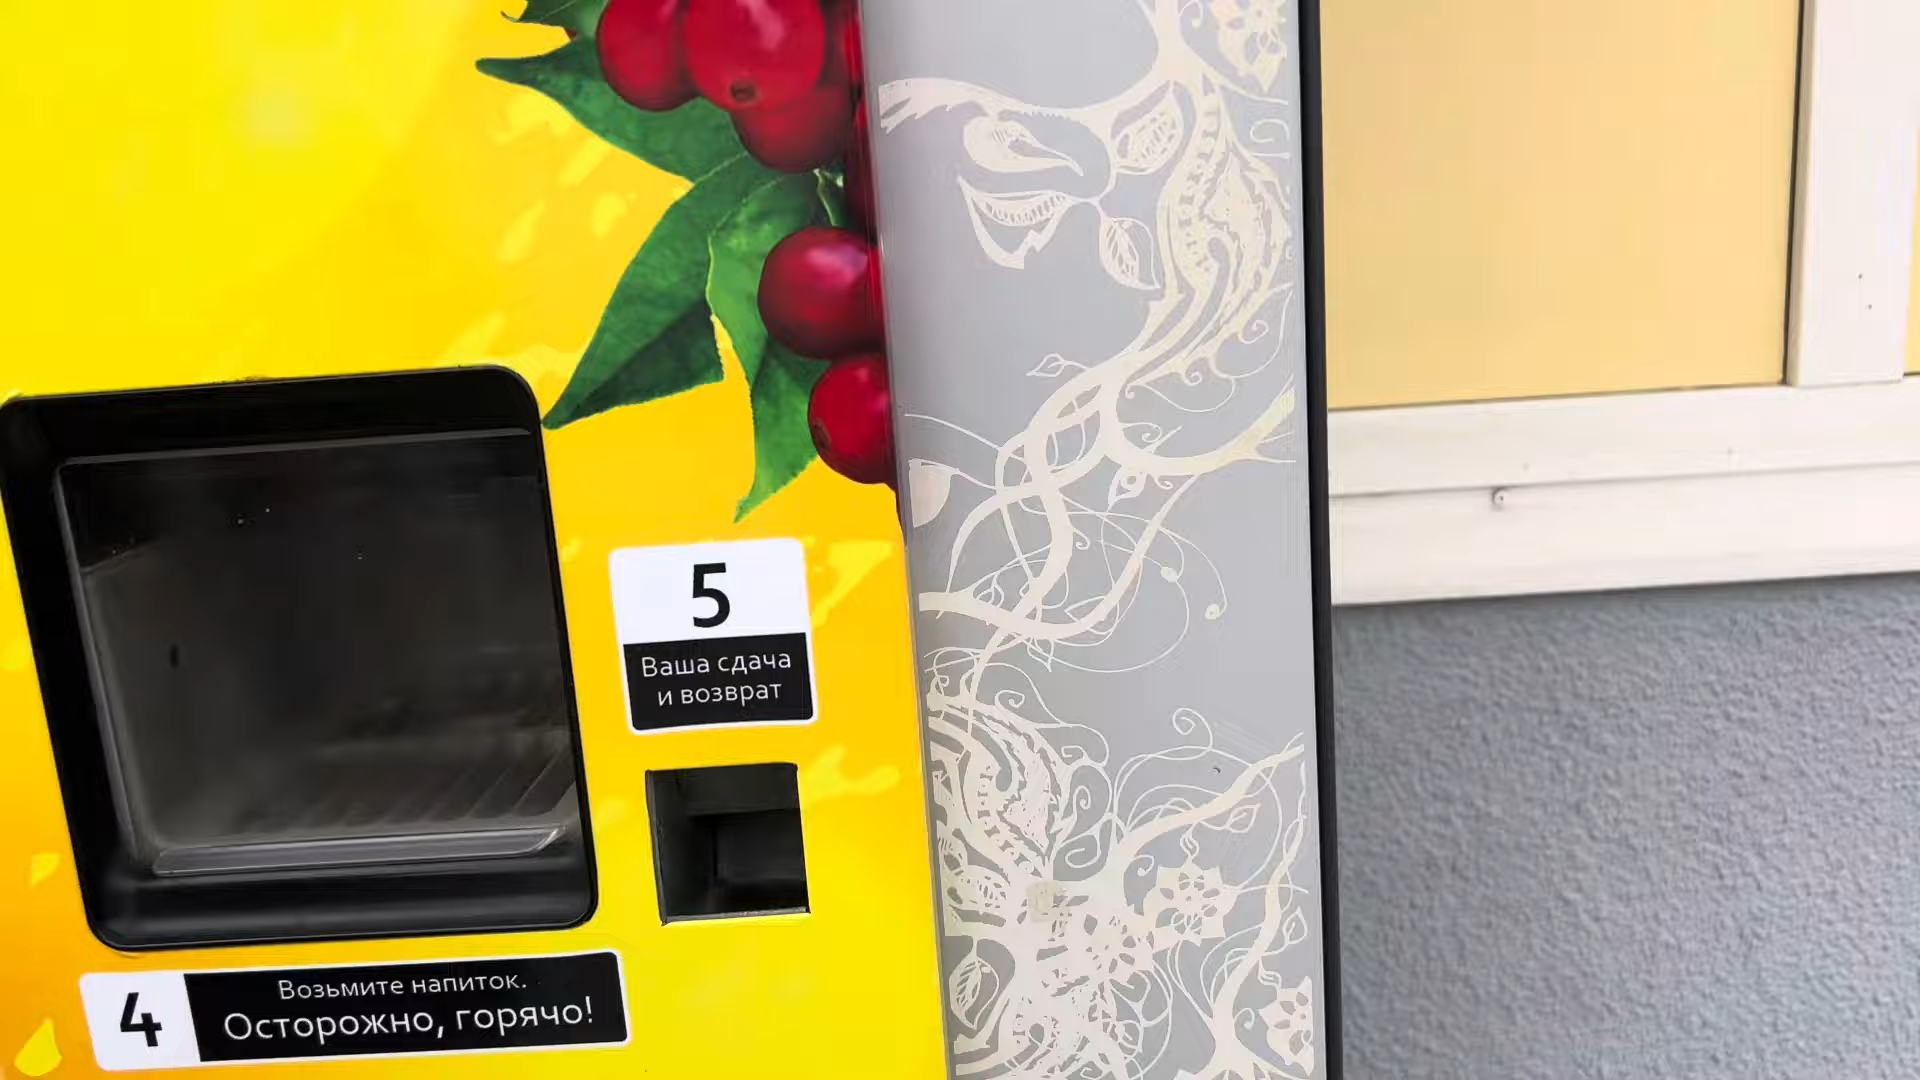 5
Ваша сдача
и возврат
4
Возьмите напиток.
Осторожно, горячо!